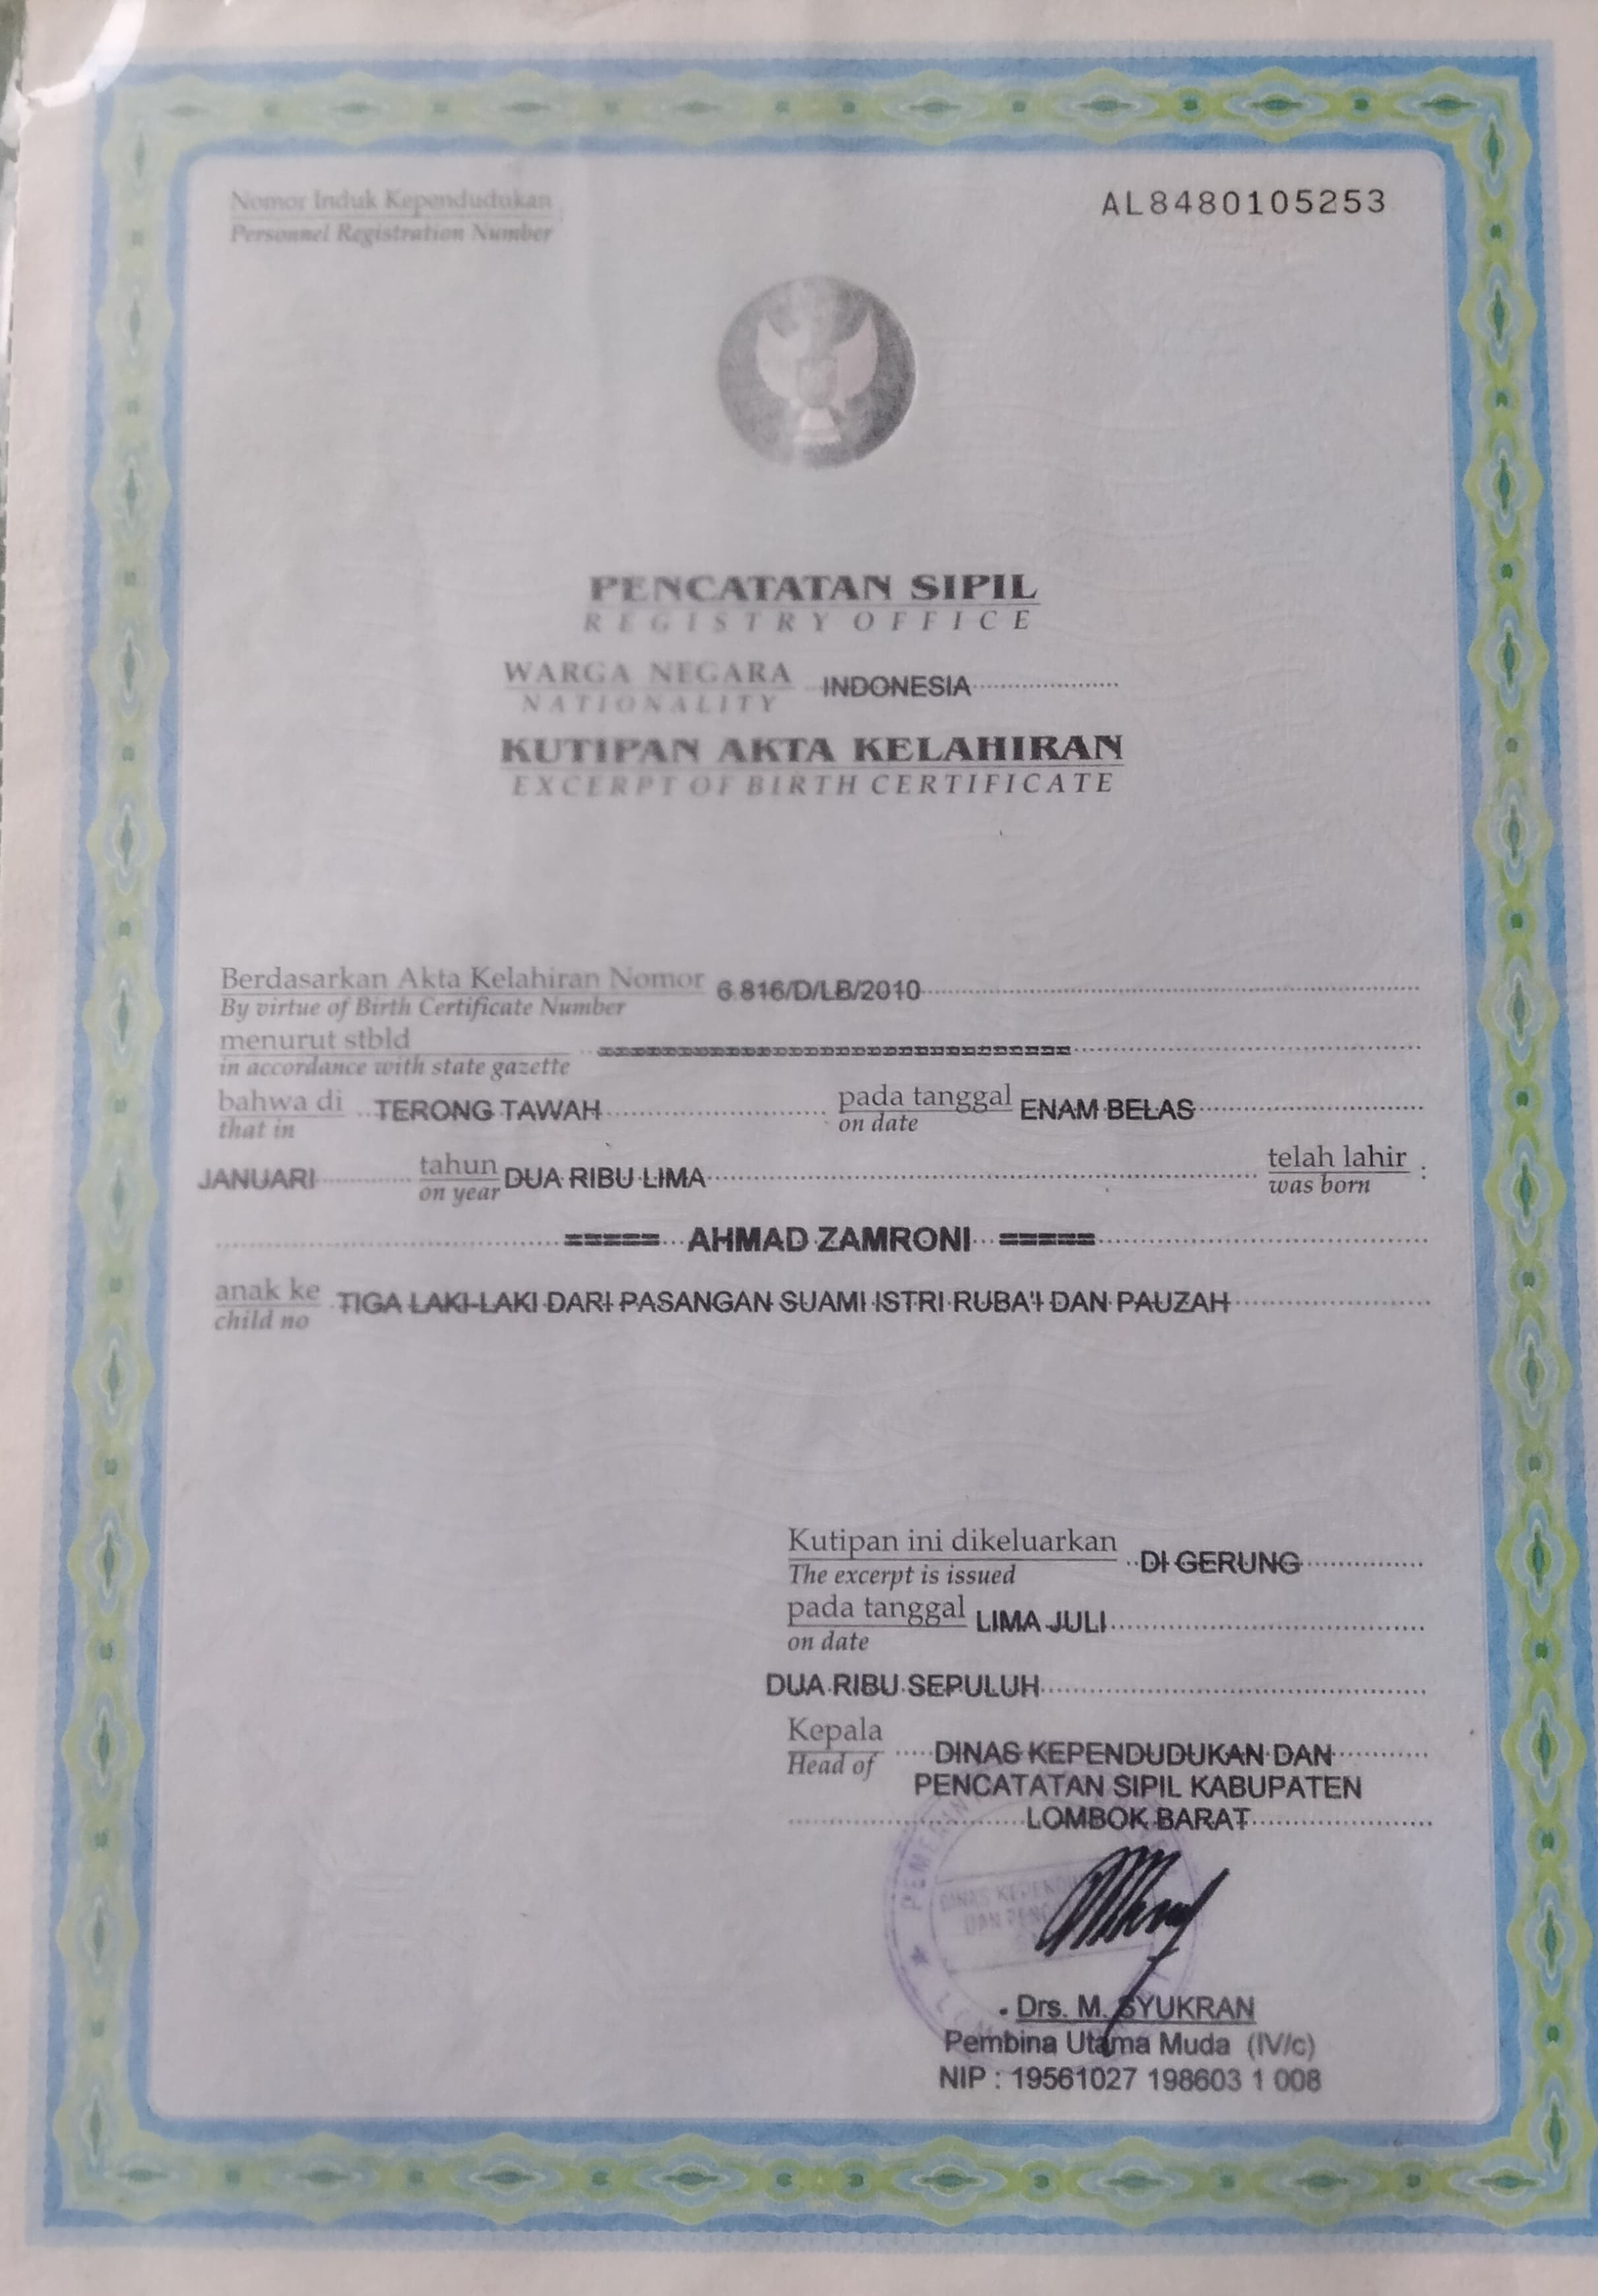 Nomor Induk Kependudukan
Personnel Registration Number
AL8480105253
PENCATATAN SIPIL
REGISTRY OFFICE
WARGA NEGARA INDONESIA
NATIONALITY
KUTIPAN AKTA KELAHIRAN
EXCERPT OF BIRTH CERTIFICATE
Berdasarkan Akta Kelahiran Nomor 6.816/D/LB/2010
By virtue of Birth Certificate Number
menurut stbld
in accordance with state gazette
bahwa di TERONG TAWAH pada tanggal ENAM BELAS
that in on date
JANUARI tahun DUA RIBU LIMA telah lahir :
on year was born
===== AHMAD ZAMRONI =====
anak ke TIGA LAKI-LAKI DARI PASANGAN SUAMI ISTRI RUBA'I DAN PAUZAH
child no
Kutipan ini dikeluarkan DI GERUNG
The excerpt is issued
pada tanggal LIMA JULI
on date
DUA RIBU SEPULUH
Kepala DINAS KEPENDUDUKAN DAN
Head of
PENCATATAN SIPIL KABUPATEN
LOMBOK BARAT
Drs. M. SYUKRAN
Pembina Utama Muda (IV/c)
NIP : 19561027 198603 1 008